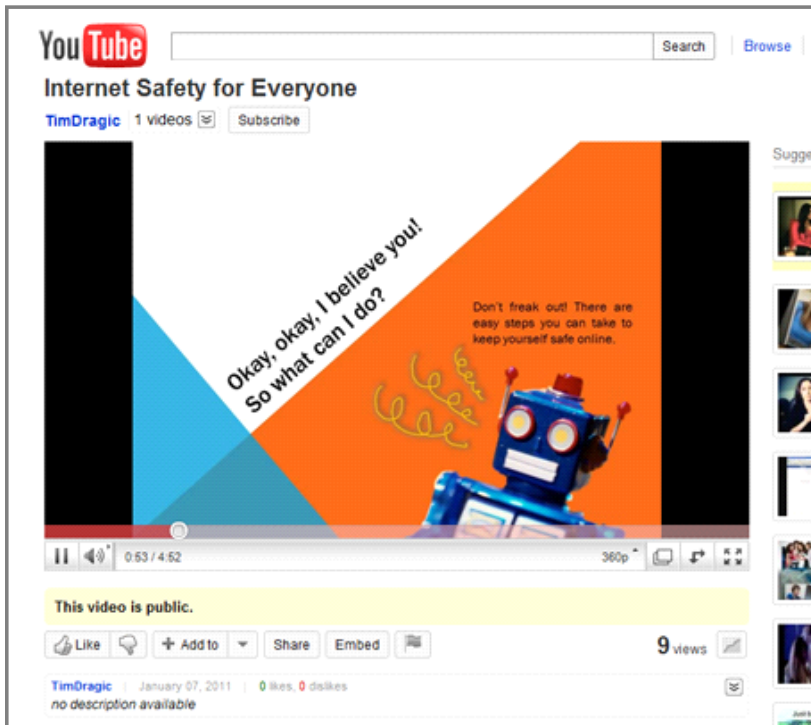 You Tube
Search
Browse
Internet Safety for Everyone
TimDragic
1 videos
Subscribe
Okay, okay, I believe you!
So what can I do?
Don't freak out! There are
easy steps you can take to
keep yourself safe online.
0:53 / 4:52
360p
This video is public.
Like
Add to
Share
Embed
9 views
TimDragic
January 07, 2011
0 likes, 0 dislikes
no description available